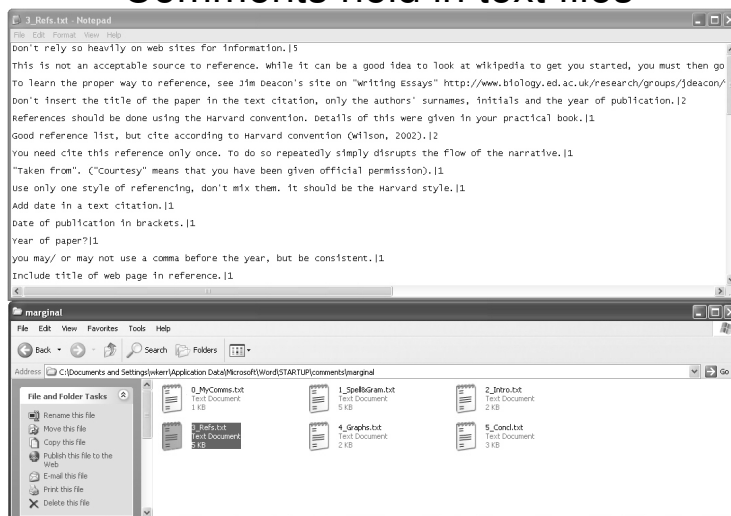 Comments held in text files
3_Refs.txt - Notepad
File Edit Format View Help
Don't rely so heavily on web sites for information.|5
This is not an acceptable source to reference. While it can be a good idea to look at wikipedia to get you started, you must then go
To learn the proper way to reference, see Jim Deacon's site on "Writing Essays" http://www.biology.ed.ac.uk/research/groups/jdeacon/
Don't insert the title of the paper in the text citation, only the authors' surnames, initials and the year of publication.|2
References should be done using the Harvard convention. Details of this were given in your practical book.|1
Good reference list, but cite according to Harvard convention (Wilson, 2002).|2
You need cite this reference only once. To do so repeatedly simply disrupts the flow of the narrative.|1
"Taken from". ("Courtesy" means that you have been given official permission).|1
Use only one style of referencing, don't mix them. it should be the Harvard style.|1
Add date in a text citation.|1
Date of publication in brackets.|1
Year of paper?|1
you may/ or may not use a comma before the year, but be consistent.|1
Include title of web page in reference.|1
marginal
File Edit View Favorites Tools Help
Back Search Folders
Address C:\Documents and Settings\wkerr\Application Data\Microsoft\Word\STARTUP\comments\marginal Go
File and Folder Tasks
Rename this file
Move this file
Copy this file
Publish this file to the
Web
E-mail this file
Print this file
Delete this file
0_MyComms.txt
Text Document
1 KB
1_Spell&Gram.txt
Text Document
5 KB
2_Intro.txt
Text Document
2 KB
3_Refs.txt
Text Document
5 KB
4_Graphs.txt
Text Document
2 KB
5_Concl.txt
Text Document
3 KB